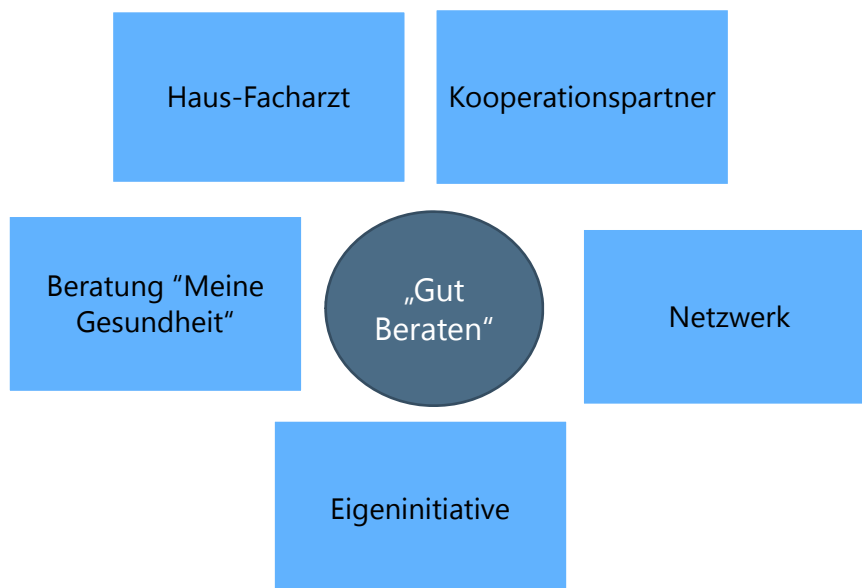 Haus-Facharzt
Kooperationspartner
Beratung “Meine
Gesundheit“
„Gut
Beraten“
Netzwerk
Eigeninitiative